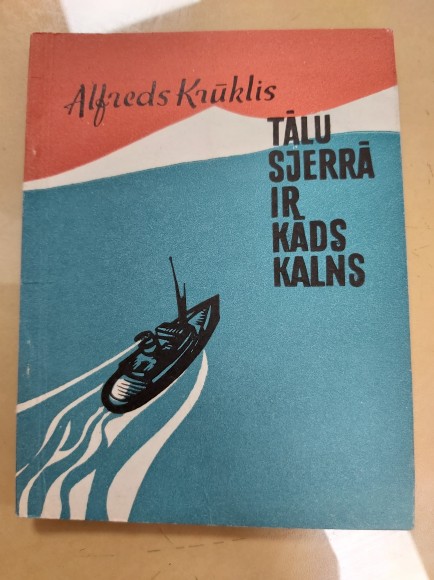 Alfreds Krūklis
TĀLU
SJERRĀ
IR
KĀDS
KALNS